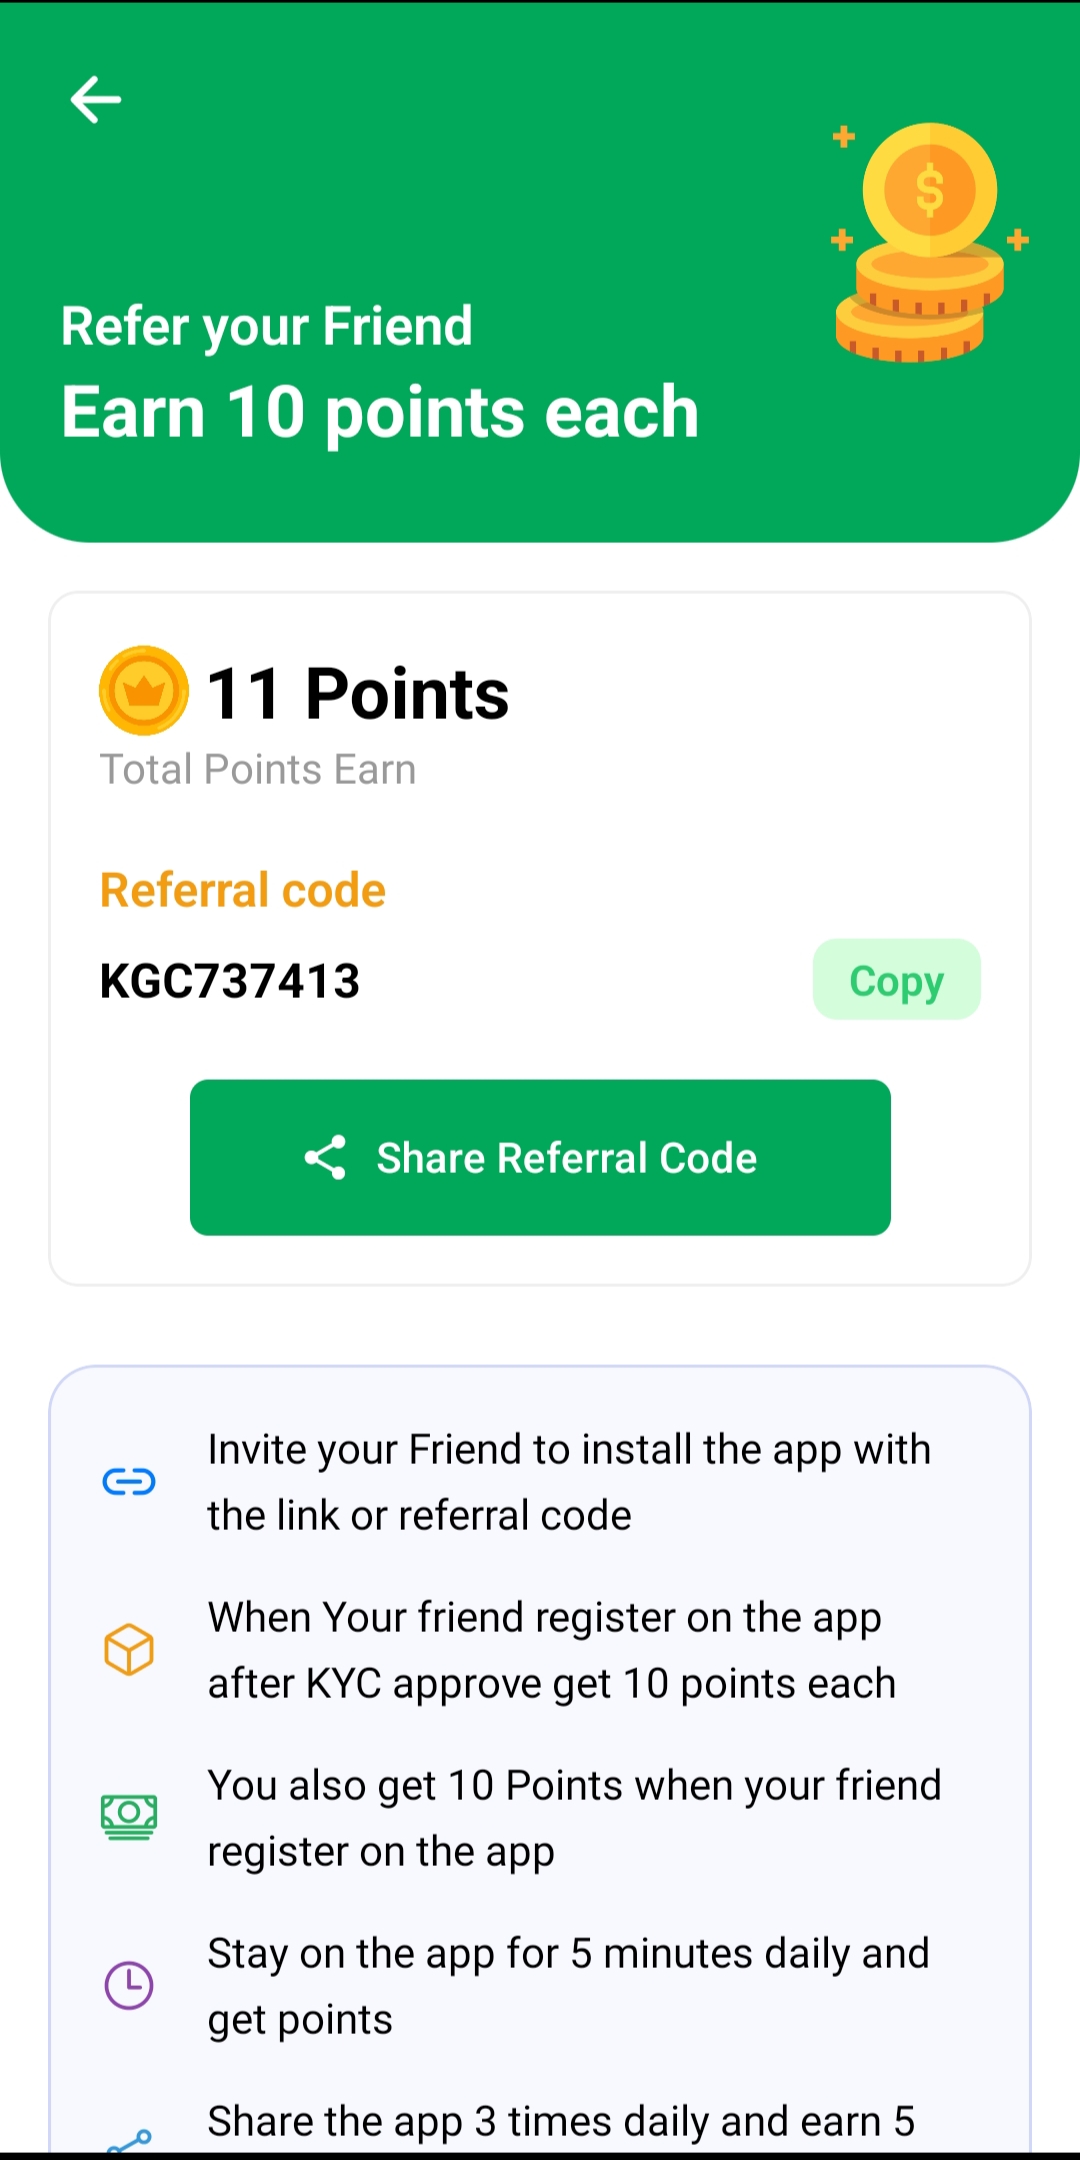 $
Refer your Friend
Earn 10 points each
11 Points
Total Points Earn
Referral code
KGC737413
Copy
Share Referral Code
Invite your Friend to install the app with
the link or referral code
When Your friend register on the app
after KYC approve get 10 points each
You also get 10 Points when your friend
register on the app
Stay on the app for 5 minutes daily and
get points
Share the app 3 times daily and earn 5